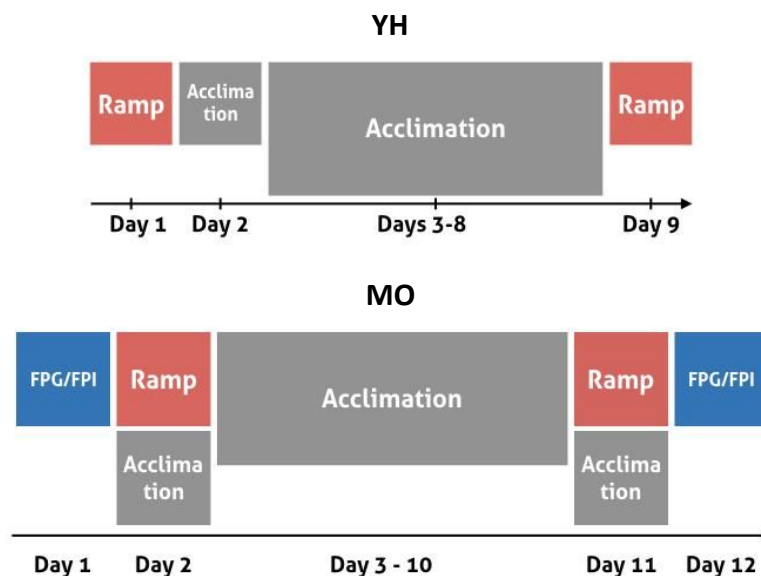 YH
Ramp
Acclima
tion
Acclimation
Ramp
Day 1
Day 2
Days 3-8
Day 9
MO
FPG/FPI
Ramp
Acclimation
Ramp
FPG/FPI
Acclima
tion
Acclima
tion
Day 1
Day 2
Day 3 - 10
Day 11
Day 12